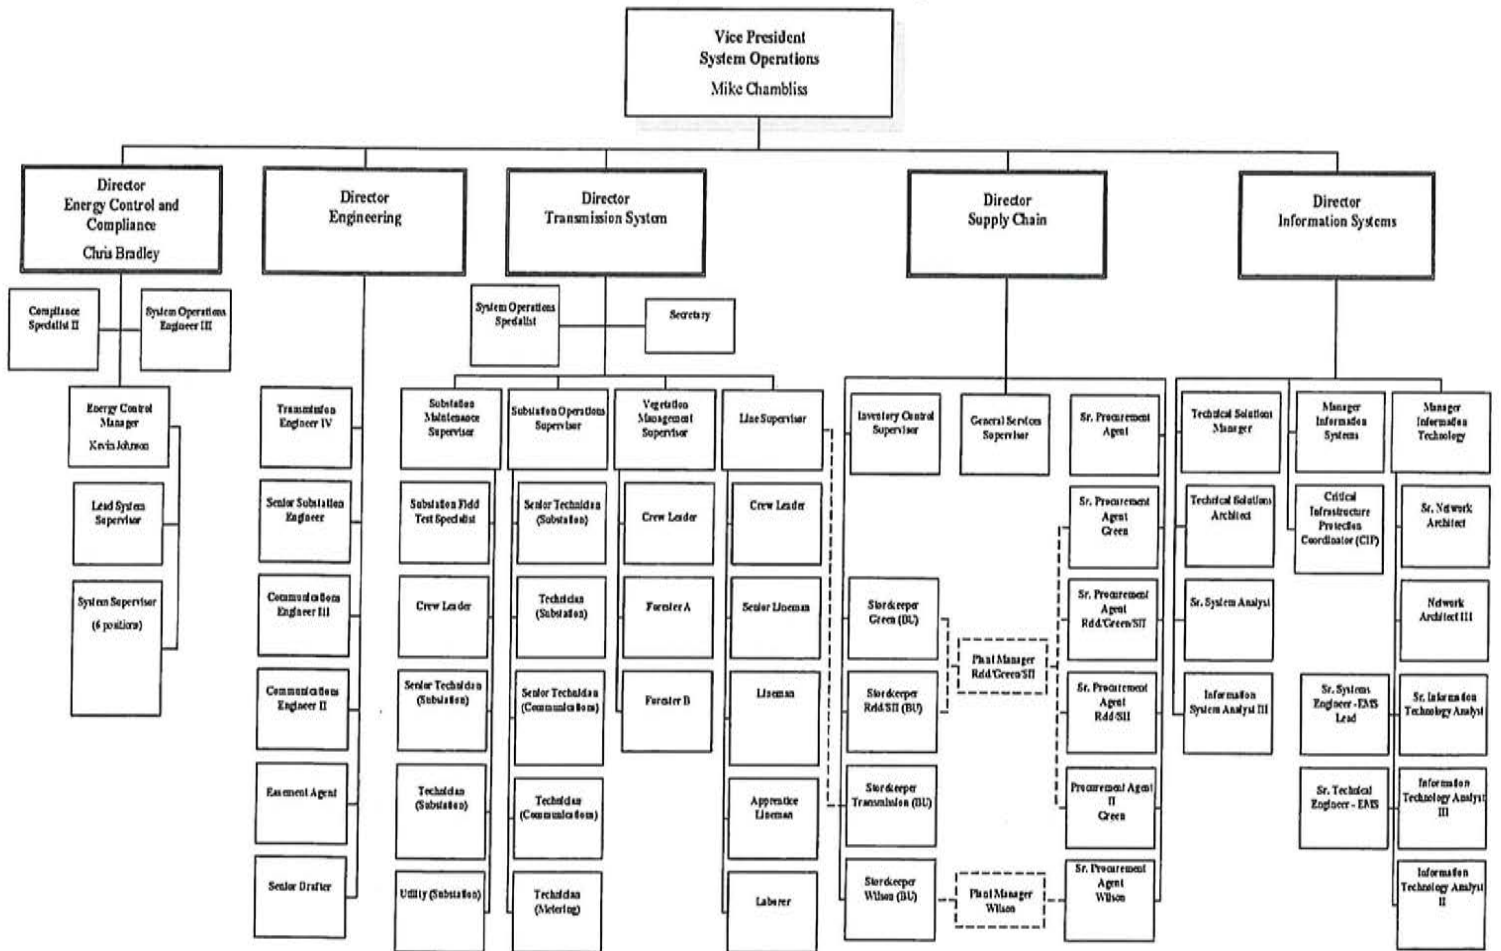 Vice President
System Operations
Mike Chambliss
Director
Energy Control and
Compliance
Chris Bradley
Director
Engineering
Director
Transmission System
Director
Supply Chain
Director
Information Systems
Compliance
Specialist II
System Operations
Engineer III
System Operations
Specialist
Secretary
Energy Control
Manager
Kevin Johnson
Lead System
Supervisor
System Supervisor
(6 positions)
Transmission
Engineer IV
Senior Substation
Engineer
Communications
Engineer III
Communications
Engineer II
Easement Agent
Senior Drafter
Substation
Maintenance
Supervisor
Substation Field
Test Specialist
Crew Leader
Senior Technician
(Substation)
Technician
(Substation)
Utility (Substation)
Substation Operations
Supervisor
Senior Technician
(Substation)
Technician
(Substation)
Senior Technician
(Communications)
Technician
(Communications)
Technician
(Metering)
Vegetation
Management
Supervisor
Crew Leader
Forester A
Forester B
Line Supervisor
Crew Leader
Senior Lineman
Lineman
Apprentice
Lineman
Laborer
Inventory Control
Supervisor
Storekeeper
Green (BU)
Storekeeper
Reid/SII (BU)
Storekeeper
Transmission (BU)
Storekeeper
Wilson (BU)
General Services
Supervisor
Plant Manager
Reid/Green/SII
Plant Manager
Wilson
Sr. Procurement
Agent
Sr. Procurement
Agent
Green
Sr. Procurement
Agent
Reid/Green/SII
Sr. Procurement
Agent
Reid/SII
Procurement Agent
II
Green
Sr. Procurement
Agent
Wilson
Technical Solutions
Manager
Technical Solutions
Architect
Sr. System Analyst
Information
System Analyst III
Manager
Information
Systems
Critical
Infrastructure
Protection
Coordinator (CIP)
Sr. Systems
Engineer - EMS
Lead
Sr. Technical
Engineer - EMS
Manager
Information
Technology
Sr. Network
Architect
Network
Architect III
Sr. Information
Technology Analyst
Information
Technology Analyst
III
Information
Technology Analyst
II